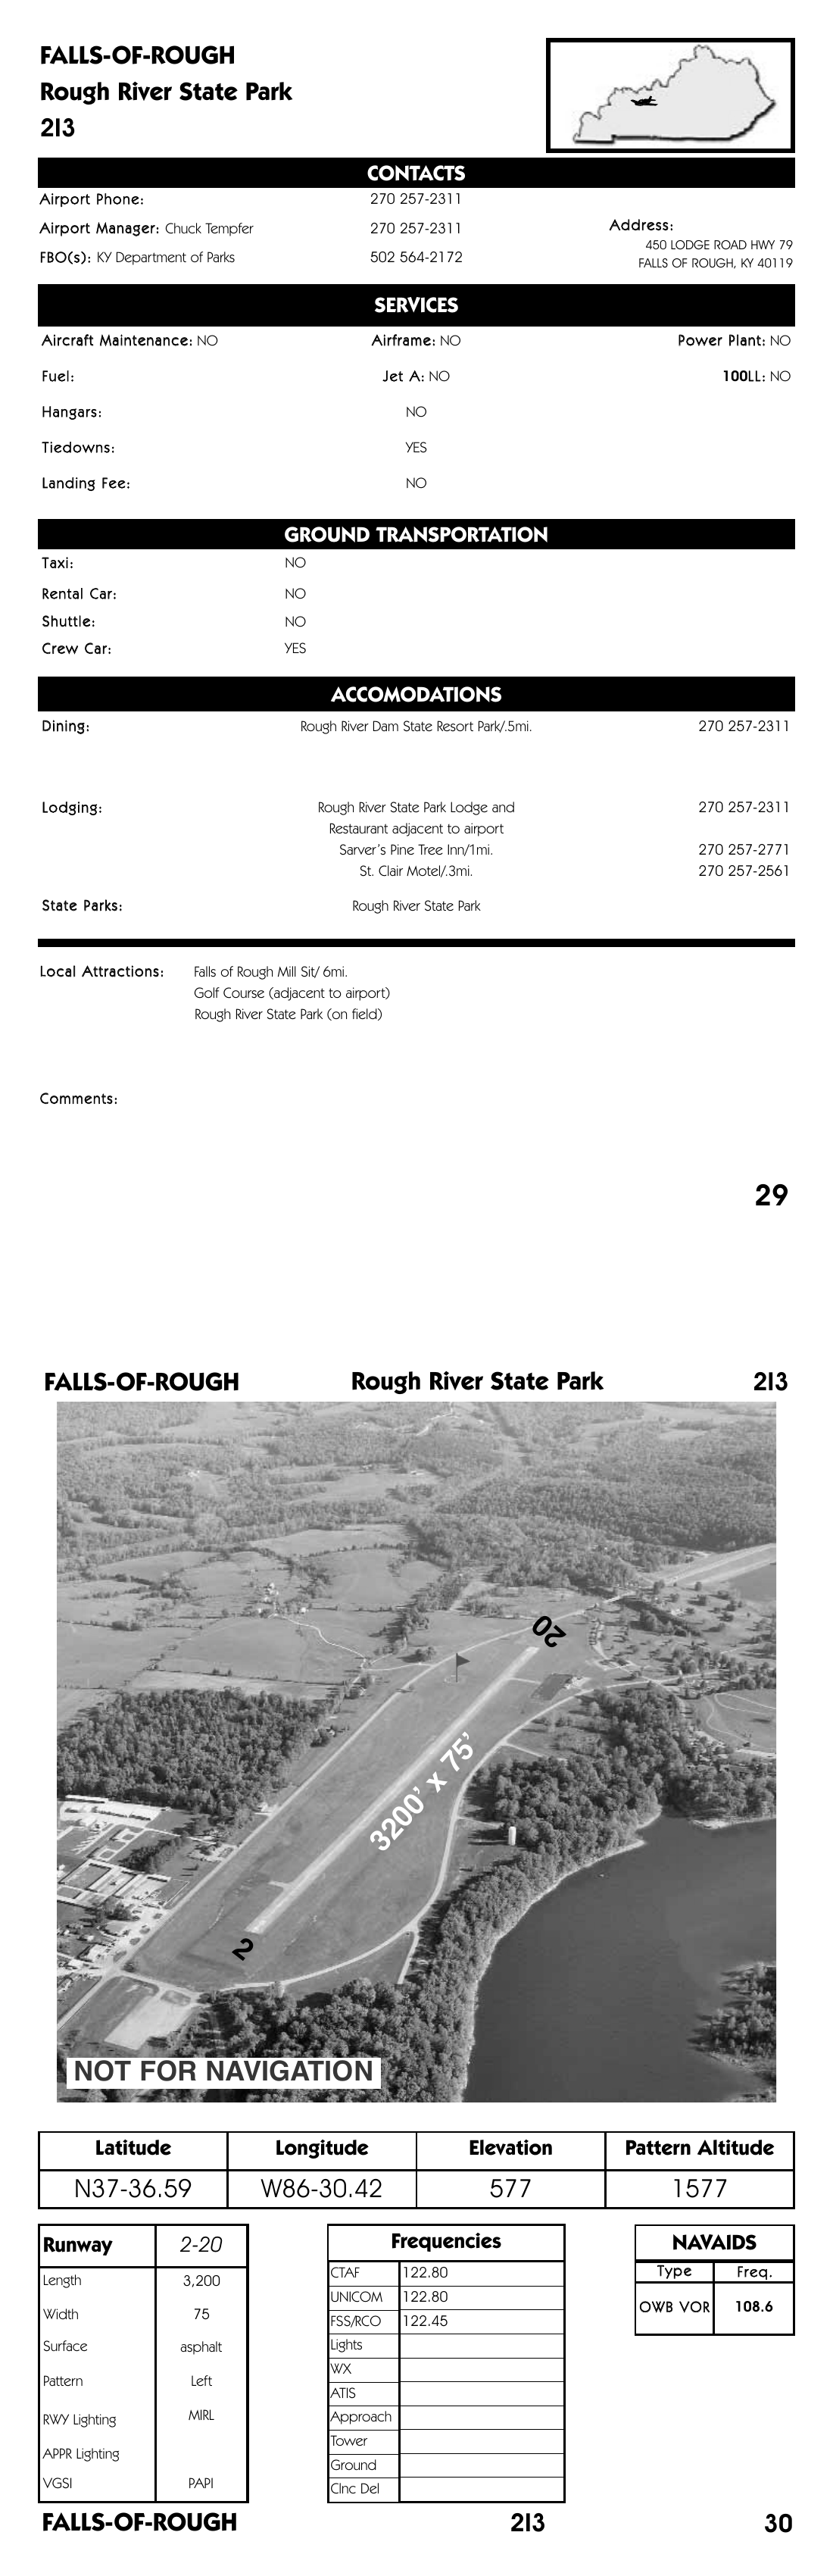 FALLS-OF-ROUGH
Rough River State Park
2I3
CONTACTS
Airport Phone: 270 257-2311
Airport Manager: Chuck Tempfer 270 257-2311
FBO(s): KY Department of Parks 502 564-2172
Address:
450 LODGE ROAD HWY 79
FALLS OF ROUGH, KY 40119
SERVICES
Aircraft Maintenance: NO Airframe: NO Power Plant: NO
Fuel: Jet A: NO 100LL: NO
Hangars: NO
Tiedowns: YES
Landing Fee: NO
GROUND TRANSPORTATION
Taxi: NO
Rental Car: NO
Shuttle: NO
Crew Car: YES
ACCOMODATIONS
Dining: Rough River Dam State Resort Park/.5mi. 270 257-2311
Lodging: Rough River State Park Lodge and 270 257-2311
Restaurant adjacent to airport
Sarver's Pine Tree Inn/1mi. 270 257-2771
St. Clair Motel/.3mi. 270 257-2561
State Parks: Rough River State Park
Local Attractions: Falls of Rough Mill Sit/ 6mi.
Golf Course (adjacent to airport)
Rough River State Park (on field)
Comments:
29
FALLS-OF-ROUGH Rough River State Park 2I3
02
3200' x 75'
2
NOT FOR NAVIGATION
Latitude Longitude Elevation Pattern Altitude
N37-36.59 W86-30.42 577 1577
Runway 2-20
Length 3,200
Width 75
Surface asphalt
Pattern Left
RWY Lighting MIRL
APPR Lighting
VGSI PAPI
Frequencies
CTAF 122.80
UNICOM 122.80
FSS/RCO 122.45
Lights
WX
ATIS
Approach
Tower
Ground
Clnc Del
NAVAIDS
Type Freq.
OWB VOR 108.6
FALLS-OF-ROUGH 2I3 30